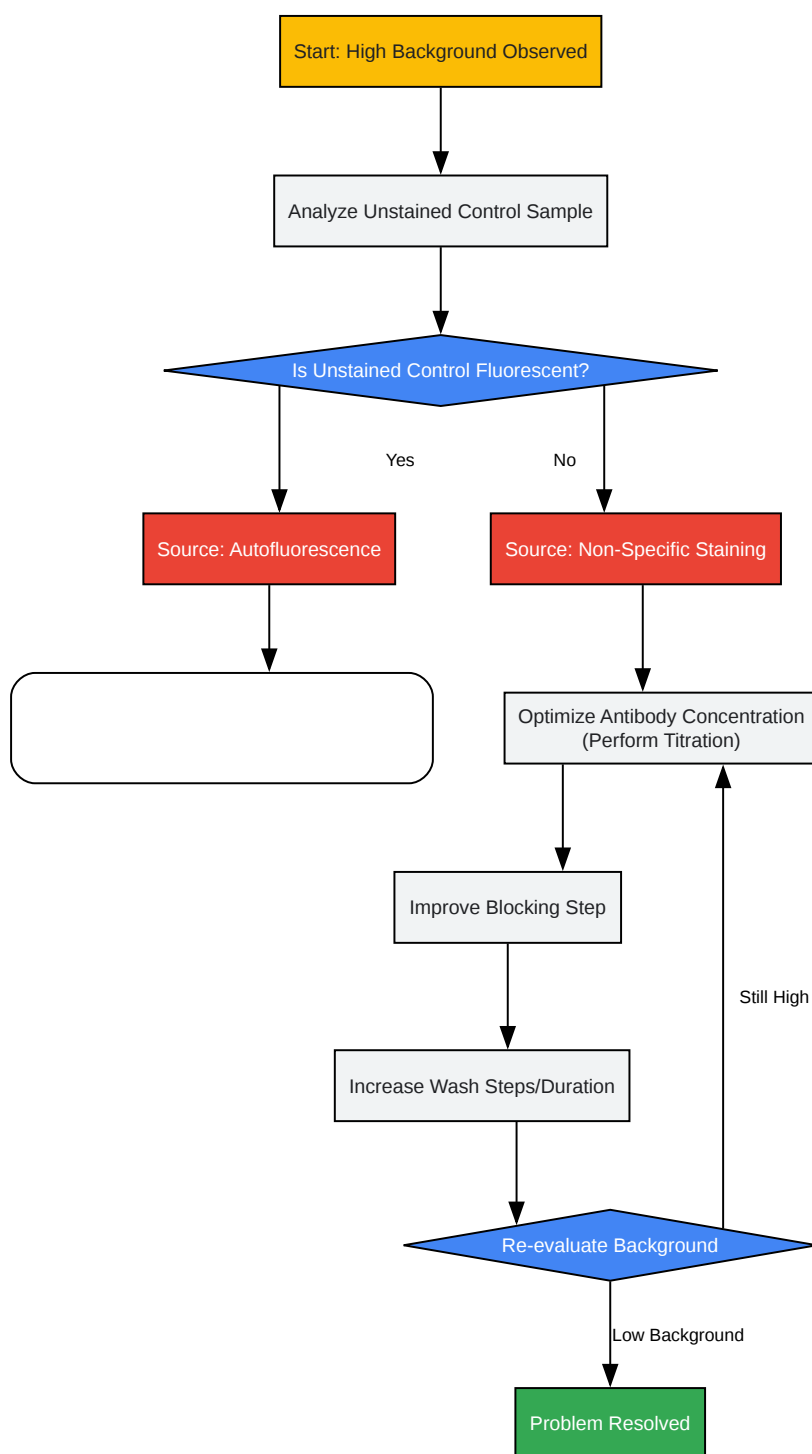 Start: High Background Observed
Analyze Unstained Control Sample
Is Unstained Control Fluorescent?
Yes
No
Source: Autofluorescence
Source: Non-Specific Staining
Optimize Antibody Concentration
(Perform Titration)
Improve Blocking Step
Still High
Increase Wash Steps/Duration
Re-evaluate Background
Low Background
Problem Resolved